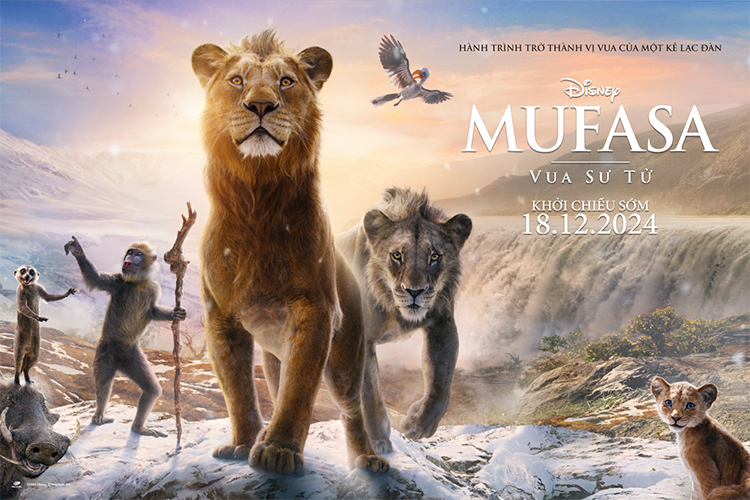 HÀNH TRÌNH TRỞ THÀNH VỊ VUA CỦA MỘT KẺ LẠC ĐÀN
Disney
MUFASA
VUA SƯ TỬ
KHỞI CHIẾU SỚM
18.12.2024